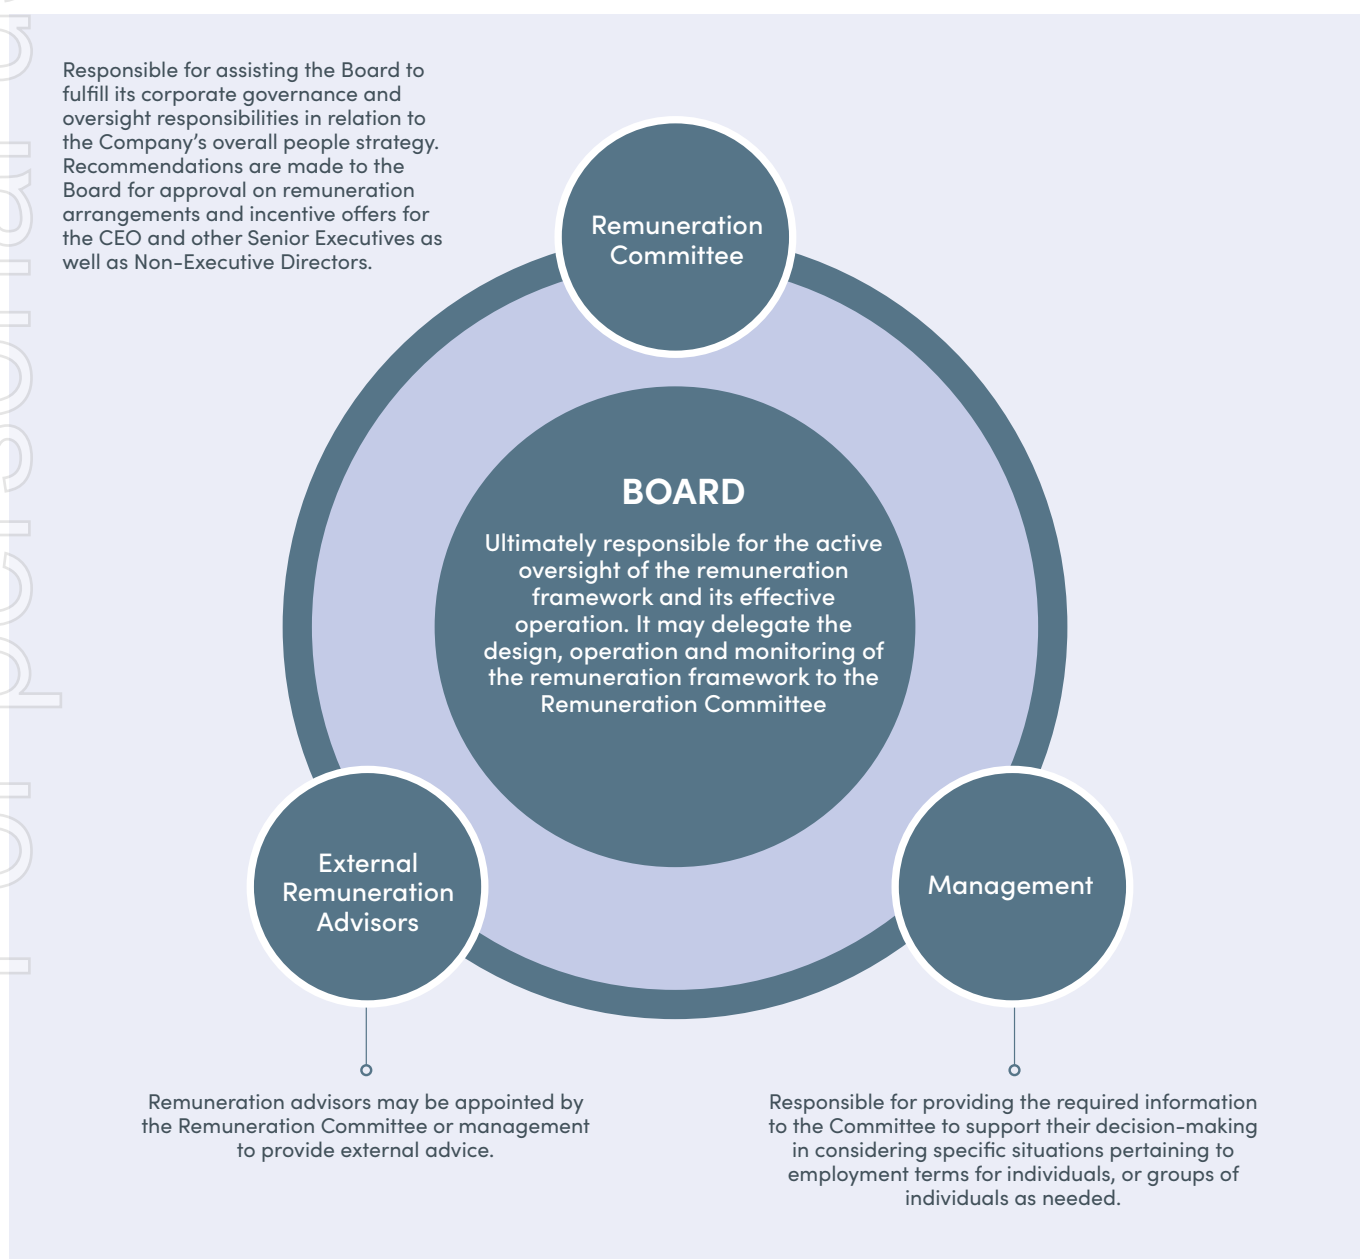 Responsible for assisting the Board to
fulfill its corporate governance and
oversight responsibilities in relation to
the Company’s overall people strategy.
Recommendations are made to the
Board for approval on remuneration
arrangements and incentive offers for
the CEO and other Senior Executives as
well as Non-Executive Directors.
Remuneration
Committee
BOARD
Ultimately responsible for the active
oversight of the remuneration
framework and its effective
operation. It may delegate the
design, operation and monitoring of
the remuneration framework to the
Remuneration Committee
External
Remuneration
Advisors
Management
Remuneration advisors may be appointed by
the Remuneration Committee or management
to provide external advice.
Responsible for providing the required information
to the Committee to support their decision-making
in considering specific situations pertaining to
employment terms for individuals, or groups of
individuals as needed.
For personal